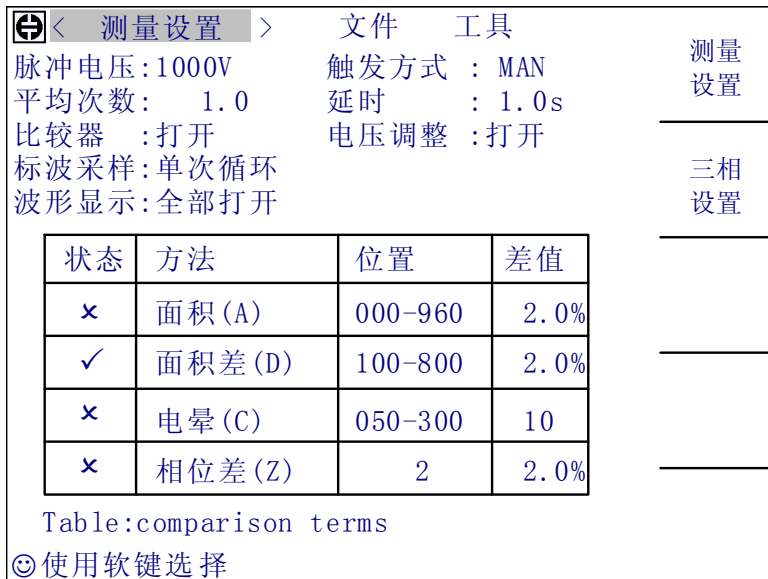 < 测量设置 > 文件 工具
脉冲电压:1000V 触发方式 : MAN
平均次数: 1.0 延时 : 1.0s
比较器 :打开 电压调整 :打开
标波采样:单次循环
波形显示:全部打开
状态 方法 位置 差值
× 面积(A) 000-960 2.0%
✓ 面积差(D) 100-800 2.0%
× 电晕(C) 050-300 10
× 相位差(Z) 2 2.0%
Table:comparison terms
☺使用软键选择
测量
设置
三相
设置